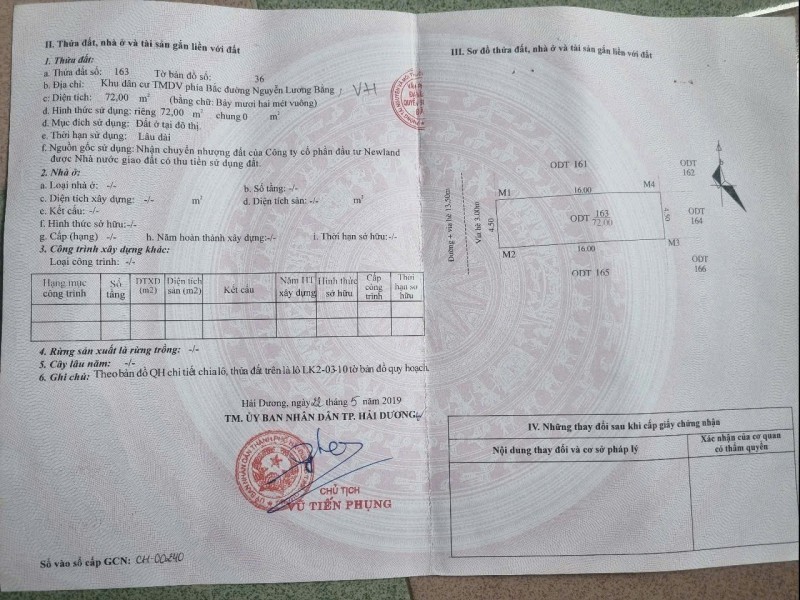 II. Thửa đất, nhà ở và tài sản gắn liền với đất
1. Thửa đất:
a. Thửa đất số: 163 Tờ bản đồ số: 36
b. Địa chỉ: Khu dân cư TMDV phía Bắc đường Nguyễn Lương Bằng
c. Diện tích: 72,00 m² (bằng chữ: Bảy mươi hai mét vuông)
d. Hình thức sử dụng: riêng 72,00 m² chung 0 m²
đ. Mục đích sử dụng: Đất ở tại đô thị.
e. Thời hạn sử dụng: Lâu dài
f. Nguồn gốc sử dụng: Nhận chuyển nhượng đất của Công ty cổ phần đầu tư Newland
được Nhà nước giao đất có thu tiền sử dụng đất.
2. Nhà ở:
a. Loại nhà ở: -/- b. Số tầng: -/-
c. Diện tích xây dựng: -/- m² d. Diện tích sàn: -/- m²
e. Kết cấu: -/-
f. Hình thức sở hữu:-/-
g. Cấp (hạng) -/- h. Năm hoàn thành xây dựng:-/- i. Thời hạn sở hữu:-/-
3. Công trình xây dựng khác:
Loại công trình: -/-
Hạng mục công trình Số tầng DTXD (m2) Diện tích sàn (m2) Kết cấu Năm HT xây dựng Hình thức sở hữu Cấp công trình Thời hạn sở hữu
4. Rừng sản xuất là rừng trồng: -/-
5. Cây lâu năm: -/-
6. Ghi chú: Theo bản đồ QH chi tiết chia lô, thửa đất trên là lô LK2-03-10 tờ bản đồ quy hoạch.
Hải Dương, ngày 22 tháng 5 năm 2019
TM. ỦY BAN NHÂN DÂN TP. HẢI DƯƠNG
CHỦ TỊCH
VŨ TIẾN PHỤNG
Số vào sổ cấp GCN: CH-00240
III. Sơ đồ thửa đất, nhà ở và tài sản gắn liền với đất
ODT 161
ODT 162
M1
16.00
M4
Đường + vỉa hè 13.50m
Vỉa hè 3.00m
4.50
ODT 163 72.00
4.50
ODT 164
M2
16.00
M3
ODT 165
ODT 166
IV. Những thay đổi sau khi cấp giấy chứng nhận
Nội dung thay đổi và cơ sở pháp lý
Xác nhận của cơ quan có thẩm quyền